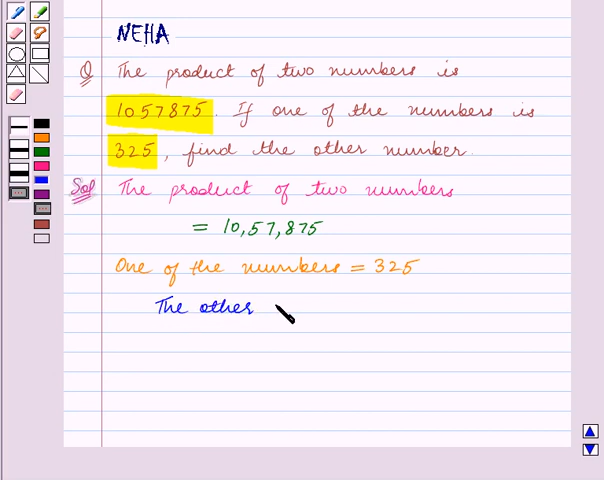 NEHA
Q The product of two numbers is
1057875. If one of the numbers is
325, find the other number.
Sol The product of two numbers
= 10,57,875
One of the numbers = 325
The other